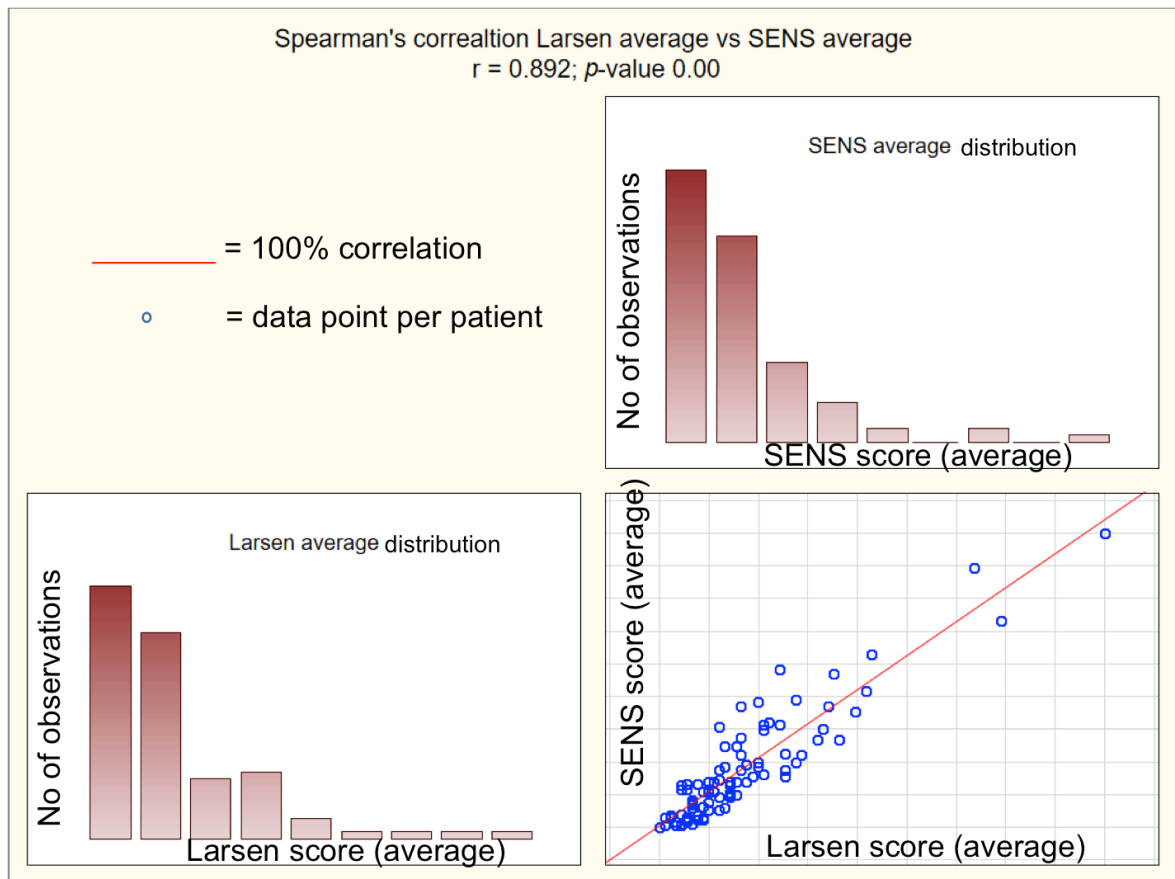 Spearman's correaltion Larsen average vs SENS average
r = 0.892; p-value 0.00
= 100% correlation
= data point per patient
SENS average distribution
No of observations
SENS score (average)
Larsen average distribution
No of observations
Larsen score (average)
SENS score (average)
Larsen score (average)